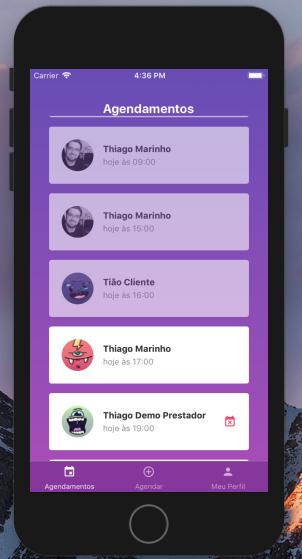 Carrier 4:36 PM
Agendamentos
Thiago Marinho
hoje às 09:00
Thiago Marinho
hoje às 15:00
Tião Cliente
hoje às 16:00
Thiago Marinho
hoje às 17:00
Thiago Demo Prestador
hoje às 19:00
Agendamentos Agendar Meu Perfil